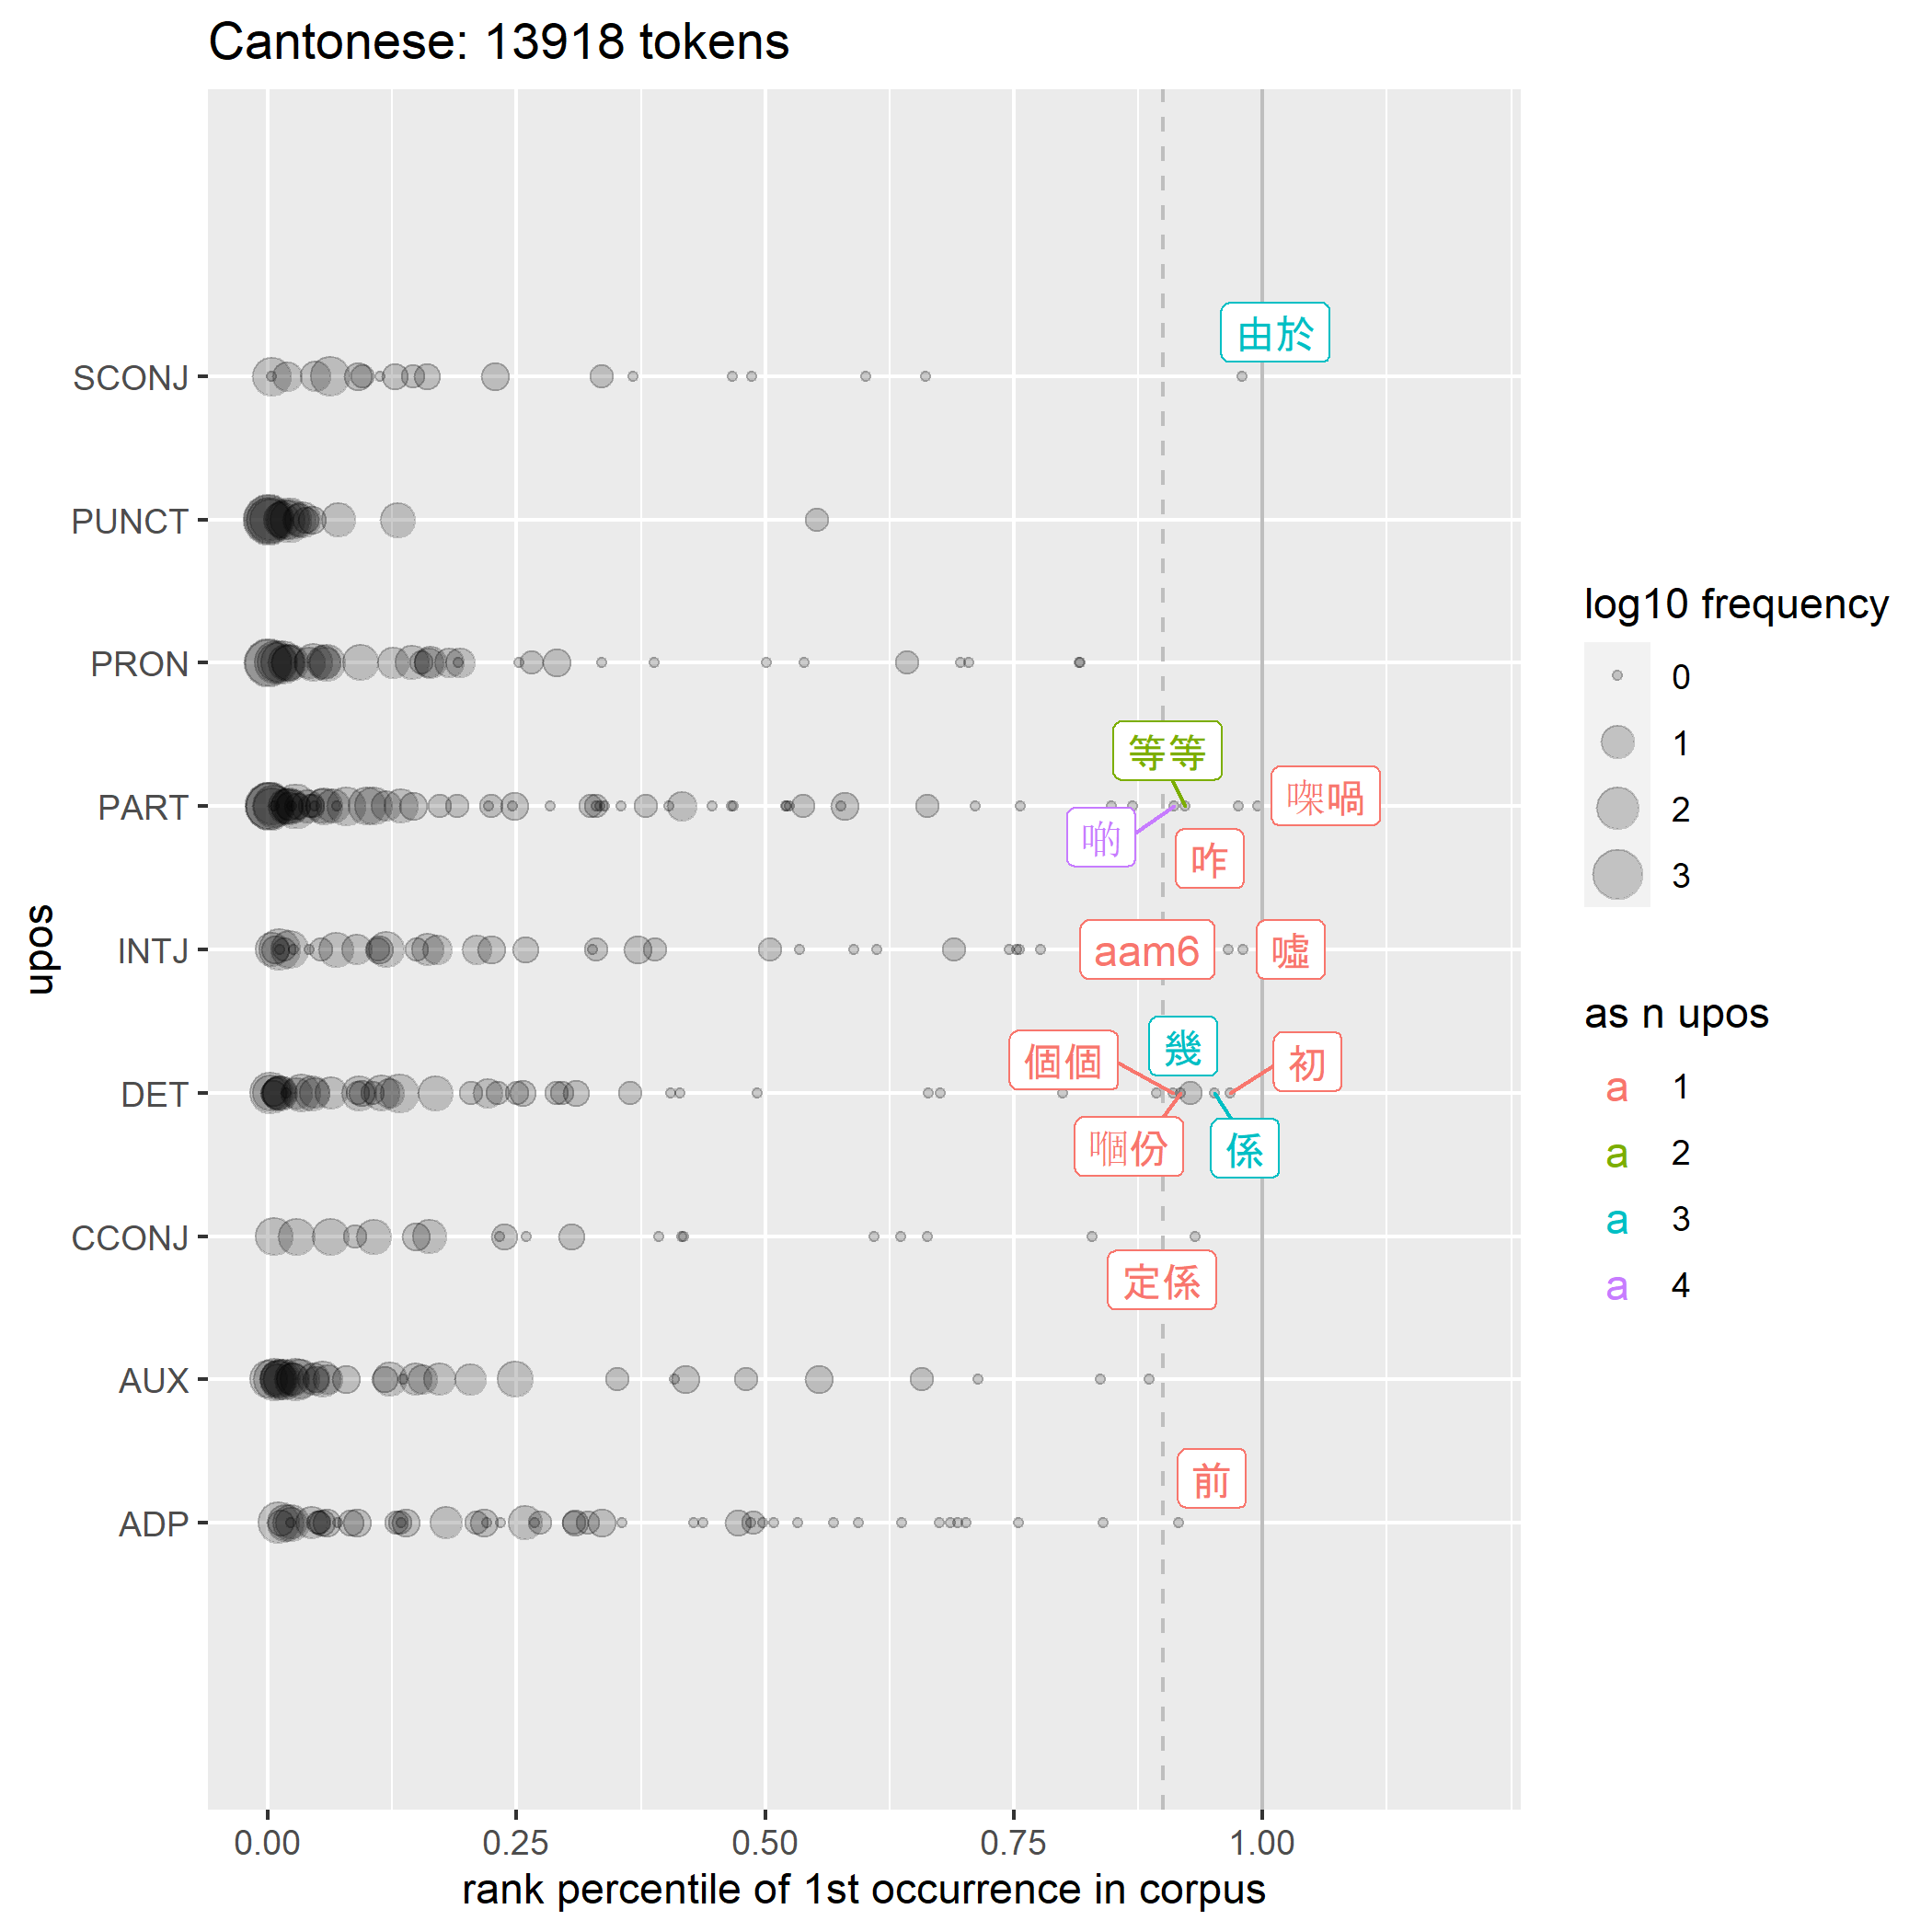 Cantonese: 13918 tokens
由於
SCONJ
PUNCT
PRON
等等
PART
㗎喎
啲
咋
INTJ
aam6
噓
個個
幾
初
DET
嗰份
係
CCONJ
定係
AUX
前
ADP
upos
0.00
0.25
0.50
0.75
1.00
rank percentile of 1st occurrence in corpus
log10 frequency
0
1
2
3
as n upos
a 1
a 2
a 3
a 4